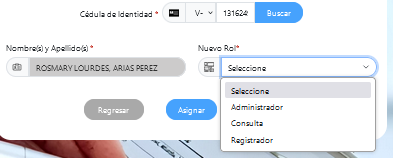 Cédula de Identidad * V- 131624 Buscar
Nombre(s) y Apellido(s)* Nuevo Rol*
ROSMARY LOURDES, ARIAS PEREZ Seleccione
Seleccione
Regresar Asignar Administrador
Consulta
Registrador